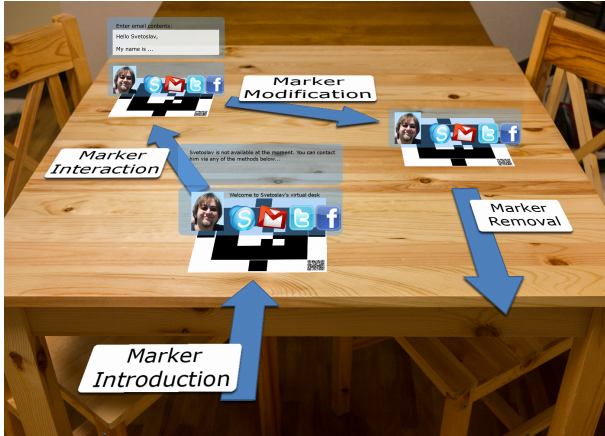 Enter email contents:
Hello Svetoslav,
My name is ...
Marker
Modification
Marker
Interaction
Svetoslav is not available at the moment. You can contact
him via any of the methods below...
Welcome to Svetoslav's virtual desk
Marker
Removal
Marker
Introduction